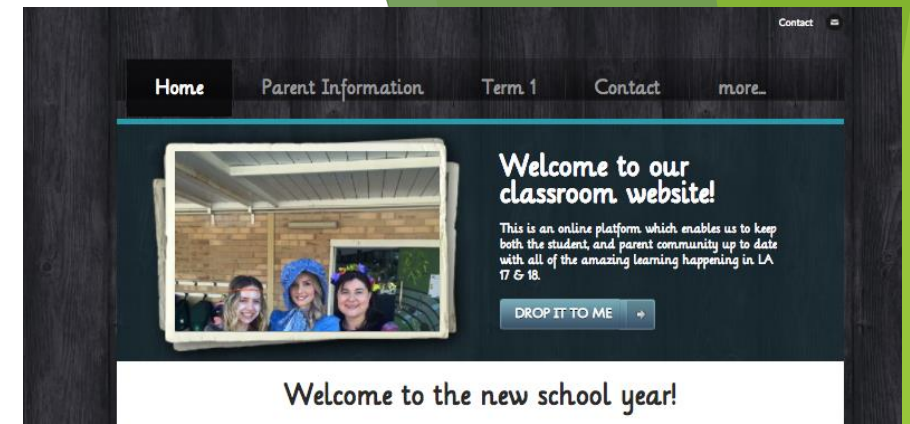 Contact
Home Parent Information Term 1 Contact more...
Welcome to our
classroom website!
This is an online platform which enables us to keep
both the student, and parent community up to date
with all of the amazing learning happening in LA
17 & 18.
DROP IT TO ME
Welcome to the new school year!